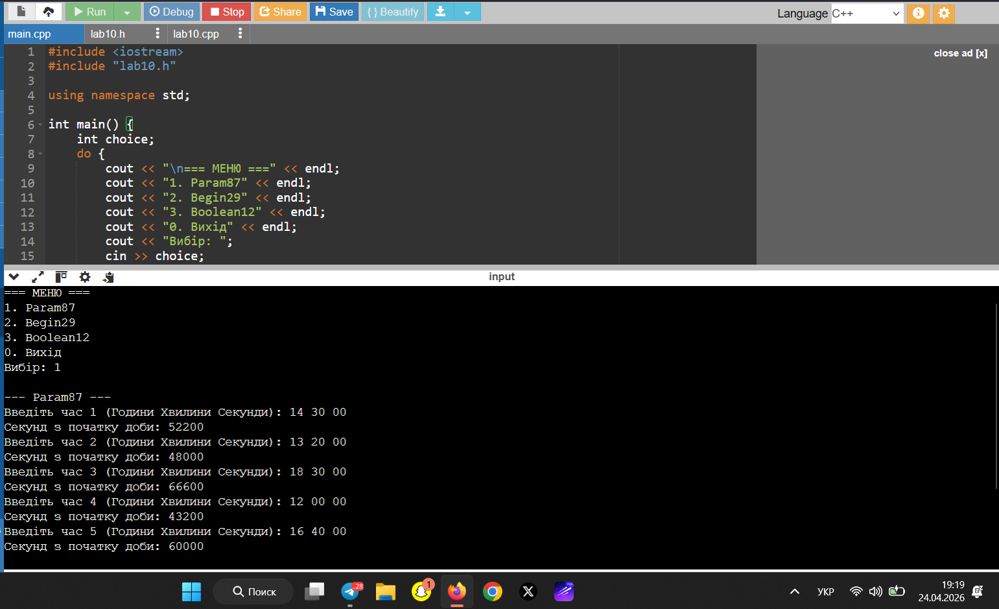 Run Debug Stop Share Save { } Beautify Language C++
main.cpp lab10.h lab10.cpp
1 #include <iostream>
2 #include "lab10.h"
3
4 using namespace std;
5
6 int main() {
7 int choice;
8 do {
9 cout << "\n=== МЕНЮ ===" << endl;
10 cout << "1. Param87" << endl;
11 cout << "2. Begin29" << endl;
12 cout << "3. Boolean12" << endl;
13 cout << "0. Вихід" << endl;
14 cout << "Вибір: ";
15 cin >> choice;
close ad [x]
input
=== МЕНЮ ===
1. Param87
2. Begin29
3. Boolean12
0. Вихід
Вибір: 1
--- Param87 ---
Введіть час 1 (Години Хвилини Секунди): 14 30 00
Секунд з початку доби: 52200
Введіть час 2 (Години Хвилини Секунди): 13 20 00
Секунд з початку доби: 48000
Введіть час 3 (Години Хвилини Секунди): 18 30 00
Секунд з початку доби: 66600
Введіть час 4 (Години Хвилини Секунди): 12 00 00
Секунд з початку доби: 43200
Введіть час 5 (Години Хвилини Секунди): 16 40 00
Секунд з початку доби: 60000
Поиск
28
1
УКР
19:19
24.04.2026